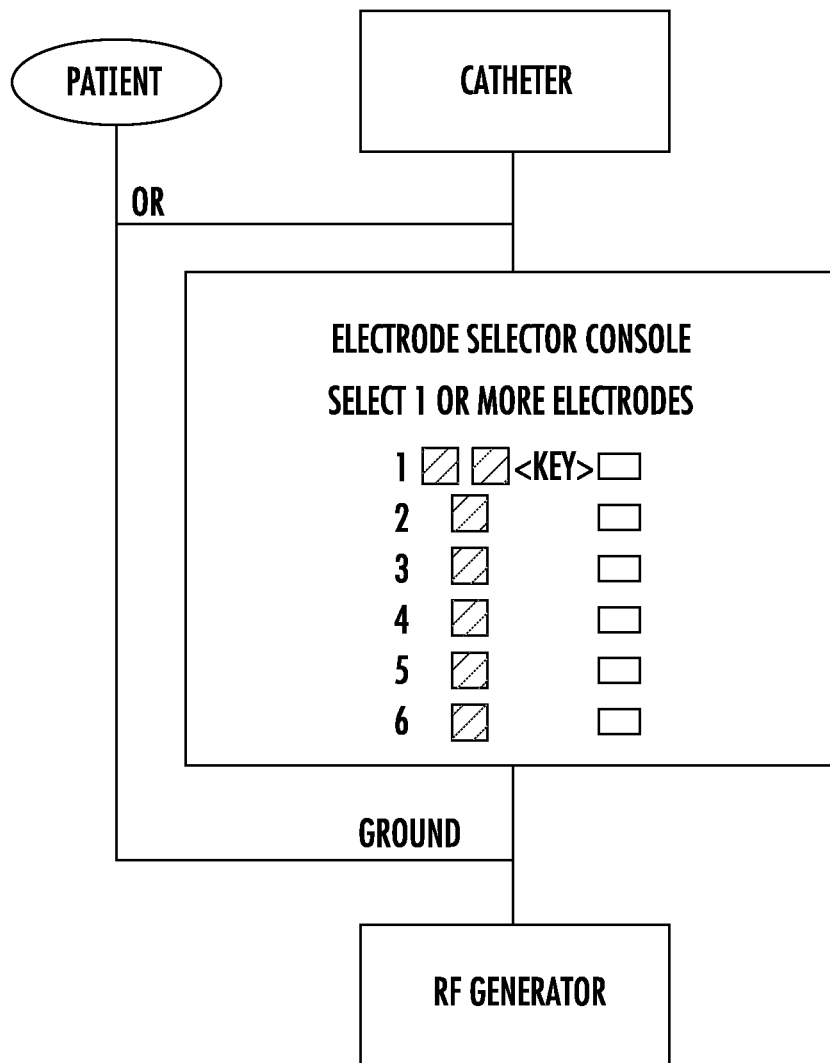 PATIENT
CATHETER
OR
ELECTRODE SELECTOR CONSOLE
SELECT 1 OR MORE ELECTRODES
1 <KEY>
2
3
4
5
6
GROUND
RF GENERATOR